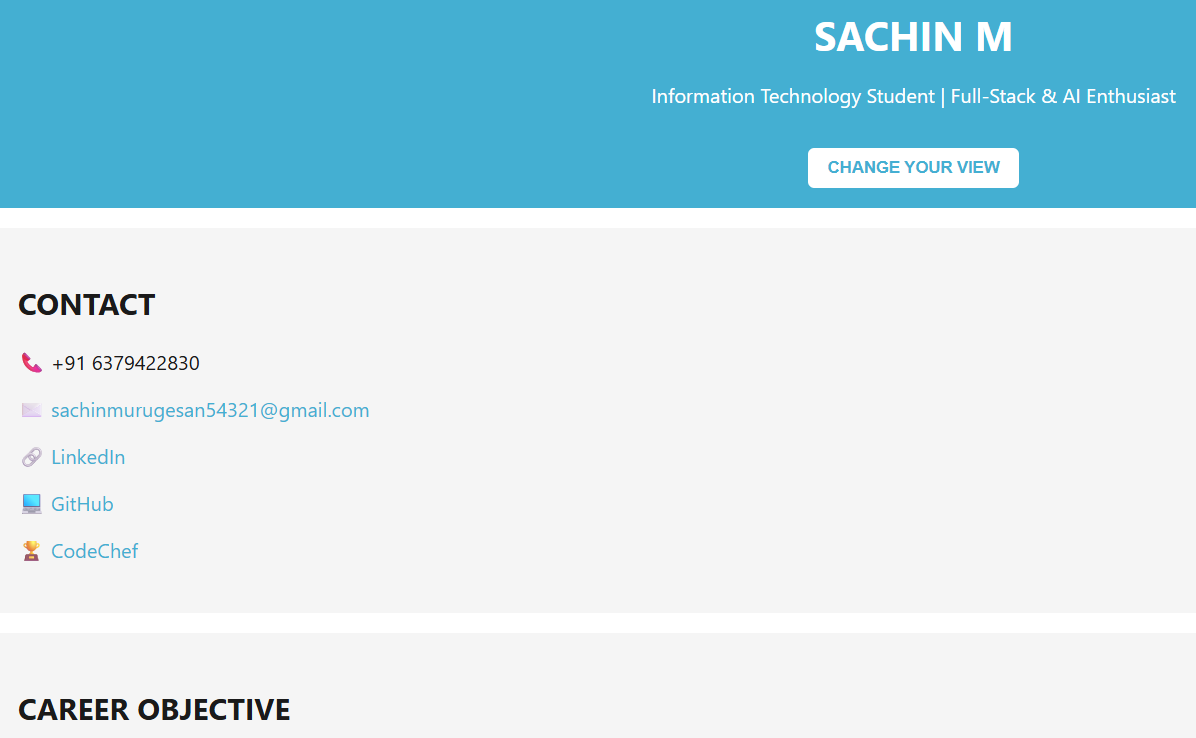 SACHIN M
Information Technology Student | Full-Stack & AI Enthusiast
CHANGE YOUR VIEW
CONTACT
+91 6379422830
sachinmurugesan54321@gmail.com
LinkedIn
GitHub
CodeChef
CAREER OBJECTIVE